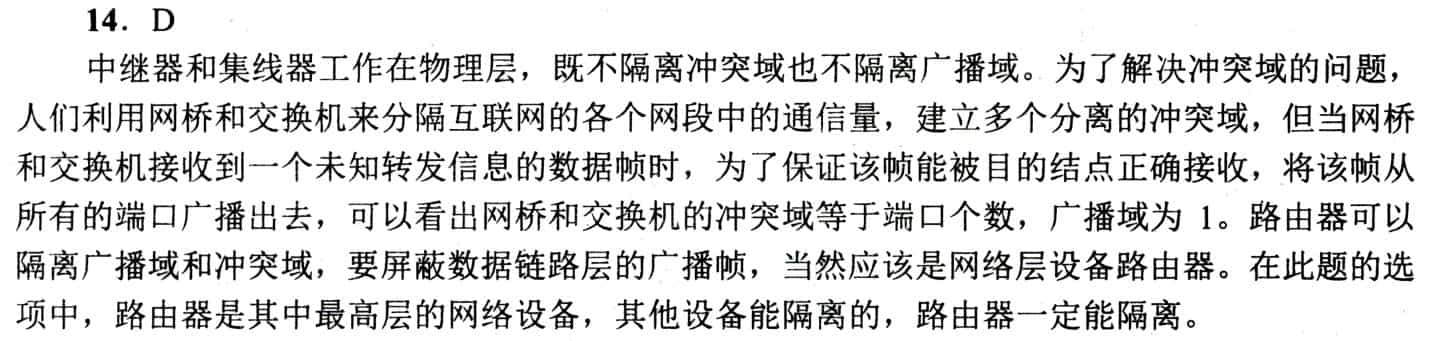 14．D
中继器和集线器工作在物理层，既不隔离冲突域也不隔离广播域。为了解决冲突域的问题，
人们利用网桥和交换机来分隔互联网的各个网段中的通信量，建立多个分离的冲突域，但当网桥
和交换机接收到一个未知转发信息的数据帧时，为了保证该帧能被目的结点正确接收，将该帧从
所有的端口广播出去，可以看出网桥和交换机的冲突域等于端口个数，广播域为 1。路由器可以
隔离广播域和冲突域，要屏蔽数据链路层的广播帧，当然应该是网络层设备路由器。在此题的选
项中，路由器是其中最高层的网络设备，其他设备能隔离的，路由器一定能隔离。